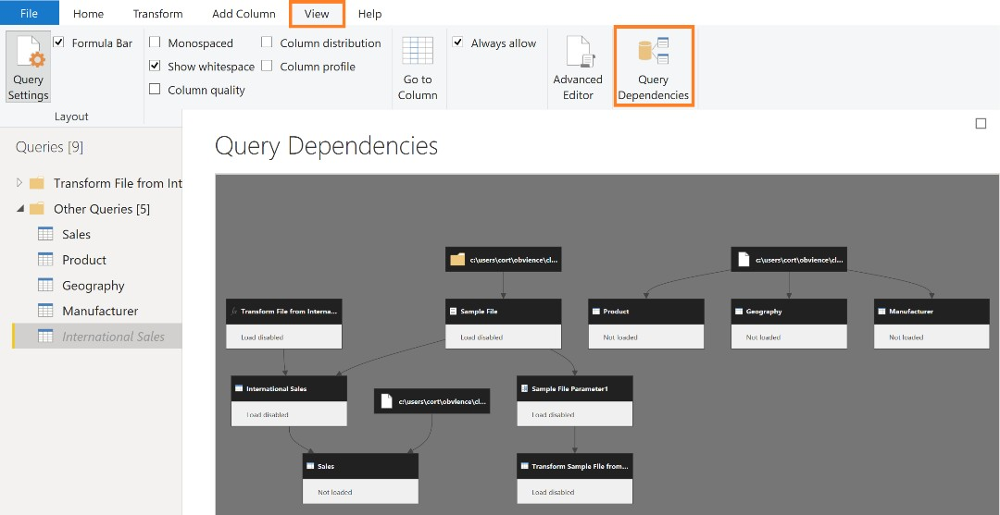 File Home Transform Add Column View Help
Formula Bar
Monospaced
Column distribution
Show whitespace
Column profile
Column quality
Always allow
Query
Settings
Go to
Column
Advanced
Editor
Query
Dependencies
Layout
Queries [9]
Transform File from Int
Other Queries [5]
Sales
Product
Geography
Manufacturer
International Sales
Query Dependencies
c:\users\cort\obvience\cl...
c:\users\cort\obvience\cl...
fx Transform File from Interna...
Load disabled
Sample File
Load disabled
Product
Not loaded
Geography
Not loaded
Manufacturer
Not loaded
International Sales
Load disabled
c:\users\cort\obvience\cl...
Sample File Parameter1
Load disabled
Sales
Not loaded
Transform Sample File from...
Load disabled